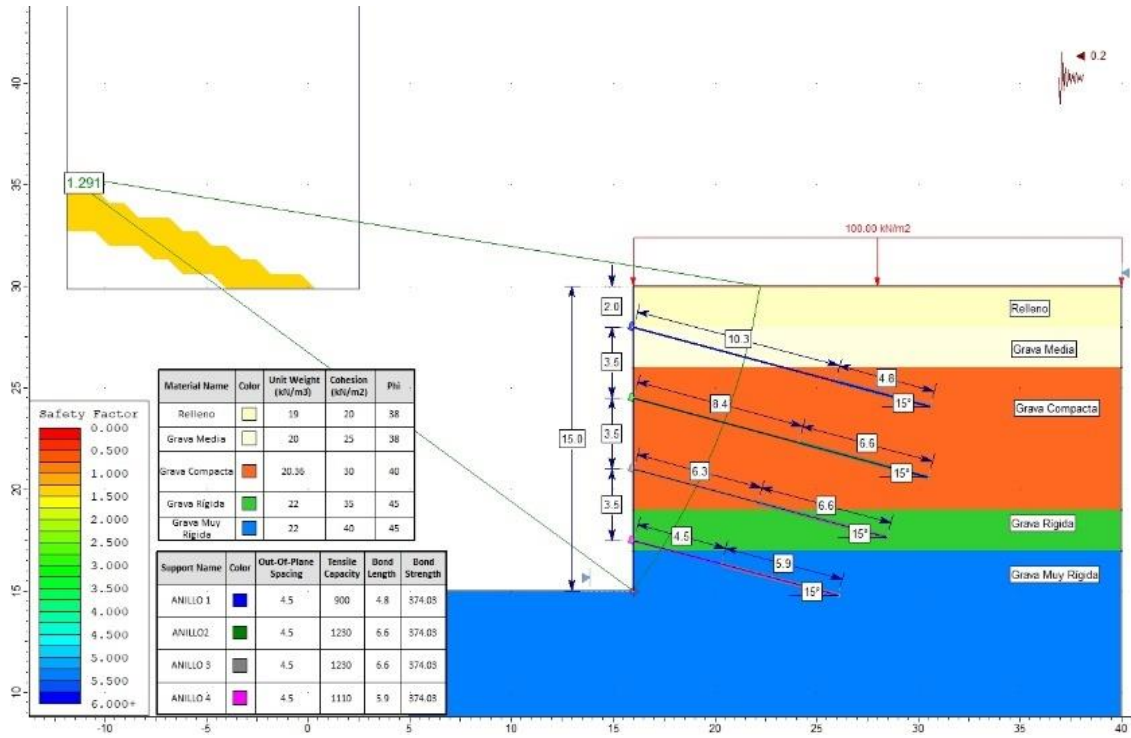 0.2
40
35
30
25
20
15
10
1.291
100.00 kN/m2
2.0
3.5
3.5
3.5
15.0
Relleno
Grava Media
Grava Compacta
Grava Rígida
Grava Muy Rígida
10.3
4.8
15°
8.4
6.6
15°
6.3
6.6
15°
4.5
5.9
15°
Material Name Color Unit Weight (kN/m3) Cohesion (kN/m2) Phi
Relleno 19 20 38
Grava Media 20 25 38
Grava Compacta 20.36 30 40
Grava Rígida 22 35 45
Grava Muy Rígida 22 40 45
Support Name Color Out-Of-Plane Spacing Tensile Capacity Bond Length Bond Strength
ANILLO 1 4.5 900 4.8 374.03
ANILLO2 4.5 1230 6.6 374.03
ANILLO 3 4.5 1230 6.6 374.03
ANILLO 4 4.5 1110 5.9 374.03
Safety Factor
0.000
0.500
1.000
1.500
2.000
2.500
3.000
3.500
4.000
4.500
5.000
5.500
6.000+
-10 -5 0 5 10 15 20 25 30 35 40